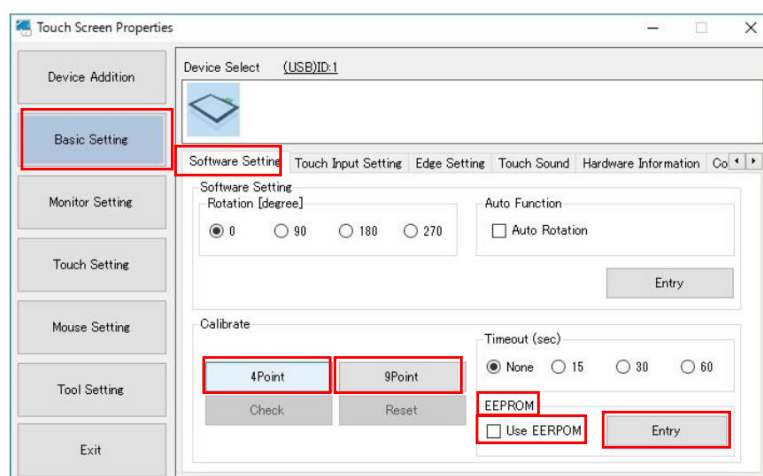 Touch Screen Properties
Device Addition
Basic Setting
Monitor Setting
Touch Setting
Mouse Setting
Tool Setting
Exit
Device Select (USB)ID:1
Software Setting Touch Input Setting Edge Setting Touch Sound Hardware Information Co
Software Setting
Rotation [degree]
0 90 180 270
Auto Function
Auto Rotation
Entry
Calibrate
4Point 9Point
Check Reset
Timeout (sec)
None 15 30 60
EEPROM
Use EERPOM Entry